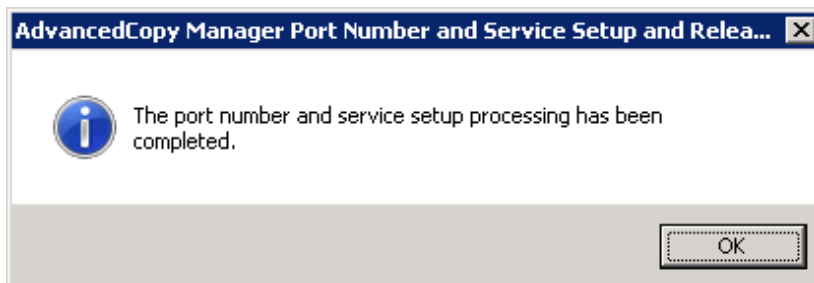 AdvancedCopy Manager Port Number and Service Setup and Relea...
The port number and service setup processing has been
completed.
OK